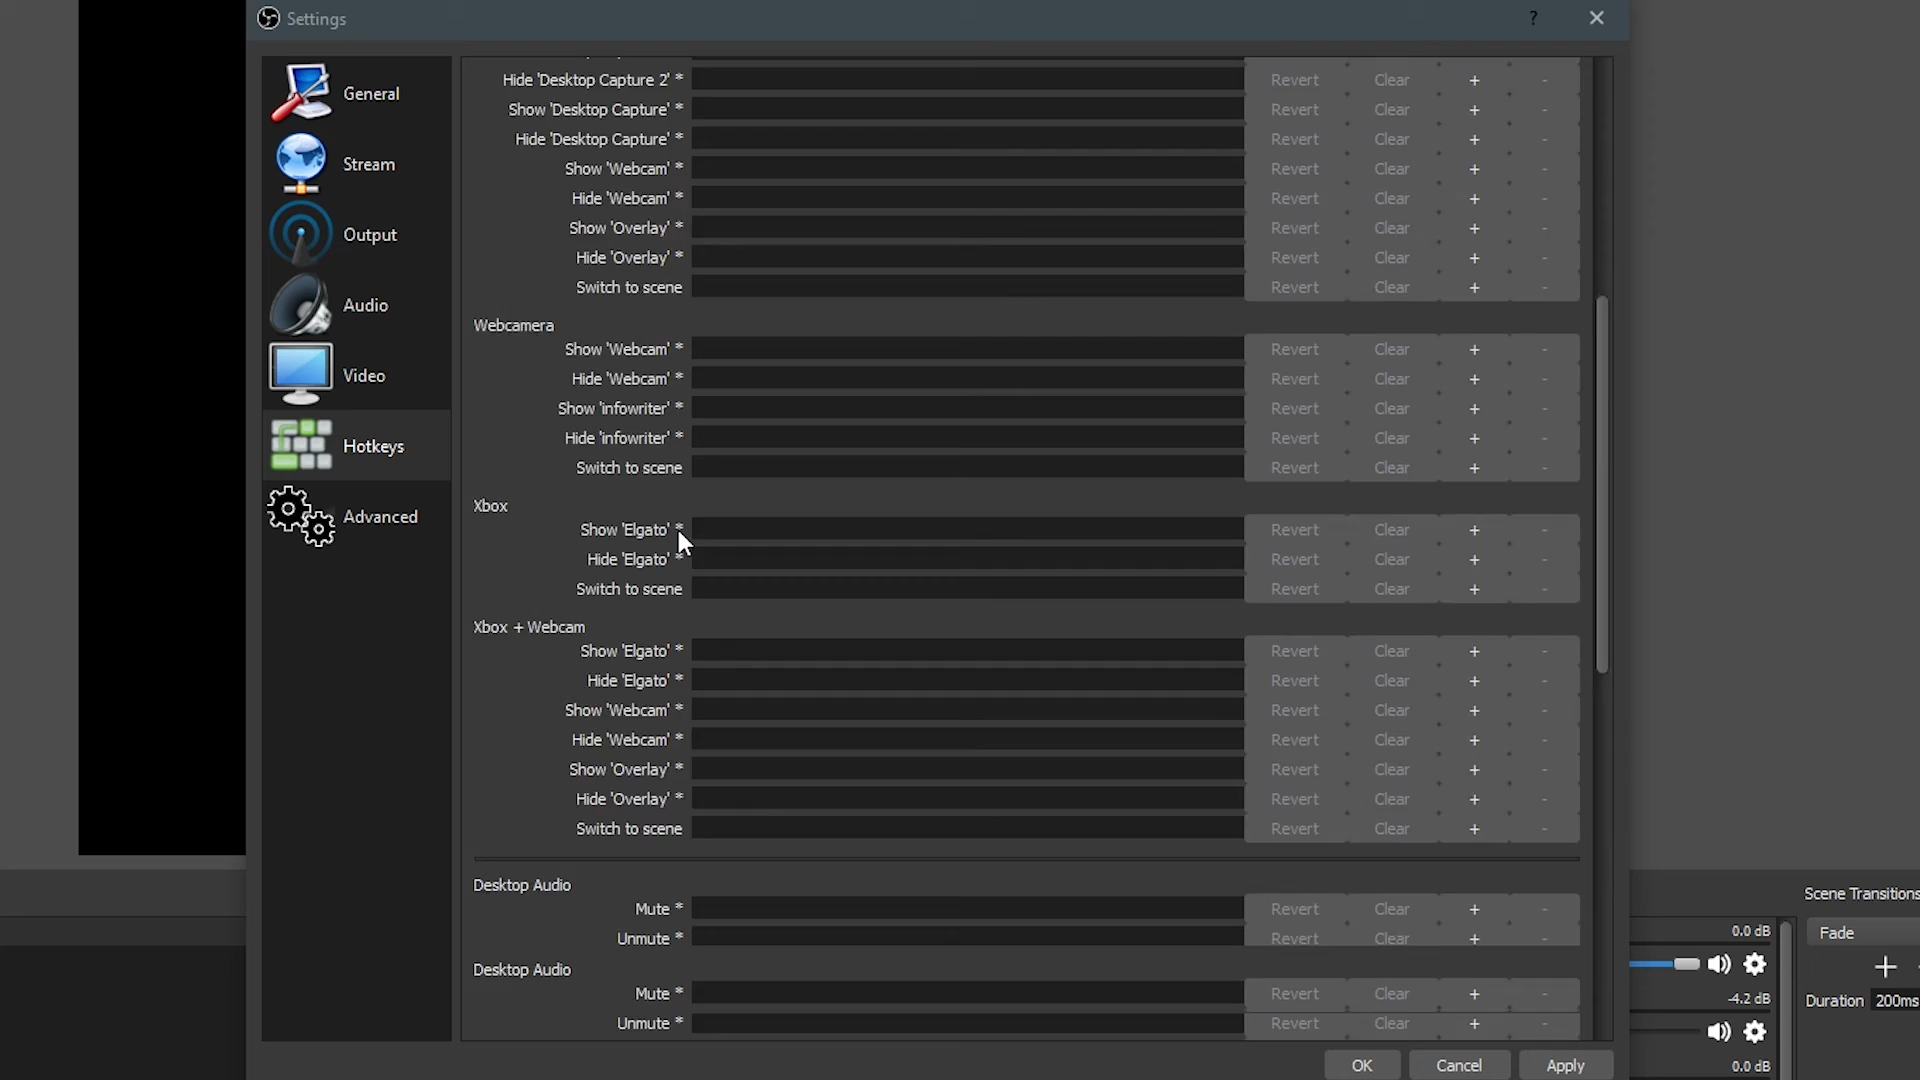 Settings
?
General
Stream
Output
Audio
Video
Hotkeys
Advanced
Hide 'Desktop Capture 2' * Revert Clear + -
Show 'Desktop Capture' * Revert Clear + -
Hide 'Desktop Capture' * Revert Clear + -
Show 'Webcam' * Revert Clear + -
Hide 'Webcam' * Revert Clear + -
Show 'Overlay' * Revert Clear + -
Hide 'Overlay' * Revert Clear + -
Switch to scene Revert Clear + -
Webcamera
Show 'Webcam' * Revert Clear + -
Hide 'Webcam' * Revert Clear + -
Show 'infowriter' * Revert Clear + -
Hide 'infowriter' * Revert Clear + -
Switch to scene Revert Clear + -
Xbox
Show 'Elgato' * Revert Clear + -
Hide 'Elgato' * Revert Clear + -
Switch to scene Revert Clear + -
Xbox + Webcam
Show 'Elgato' * Revert Clear + -
Hide 'Elgato' * Revert Clear + -
Show 'Webcam' * Revert Clear + -
Hide 'Webcam' * Revert Clear + -
Show 'Overlay' * Revert Clear + -
Hide 'Overlay' * Revert Clear + -
Switch to scene Revert Clear + -
Desktop Audio
Mute * Revert Clear + -
Unmute * Revert Clear + -
Desktop Audio
Mute * Revert Clear + -
Unmute * Revert Clear + -
OK Cancel Apply
Scene Transitions
0.0 dB
Fade
-4.2 dB
Duration 200ms
0.0 dB